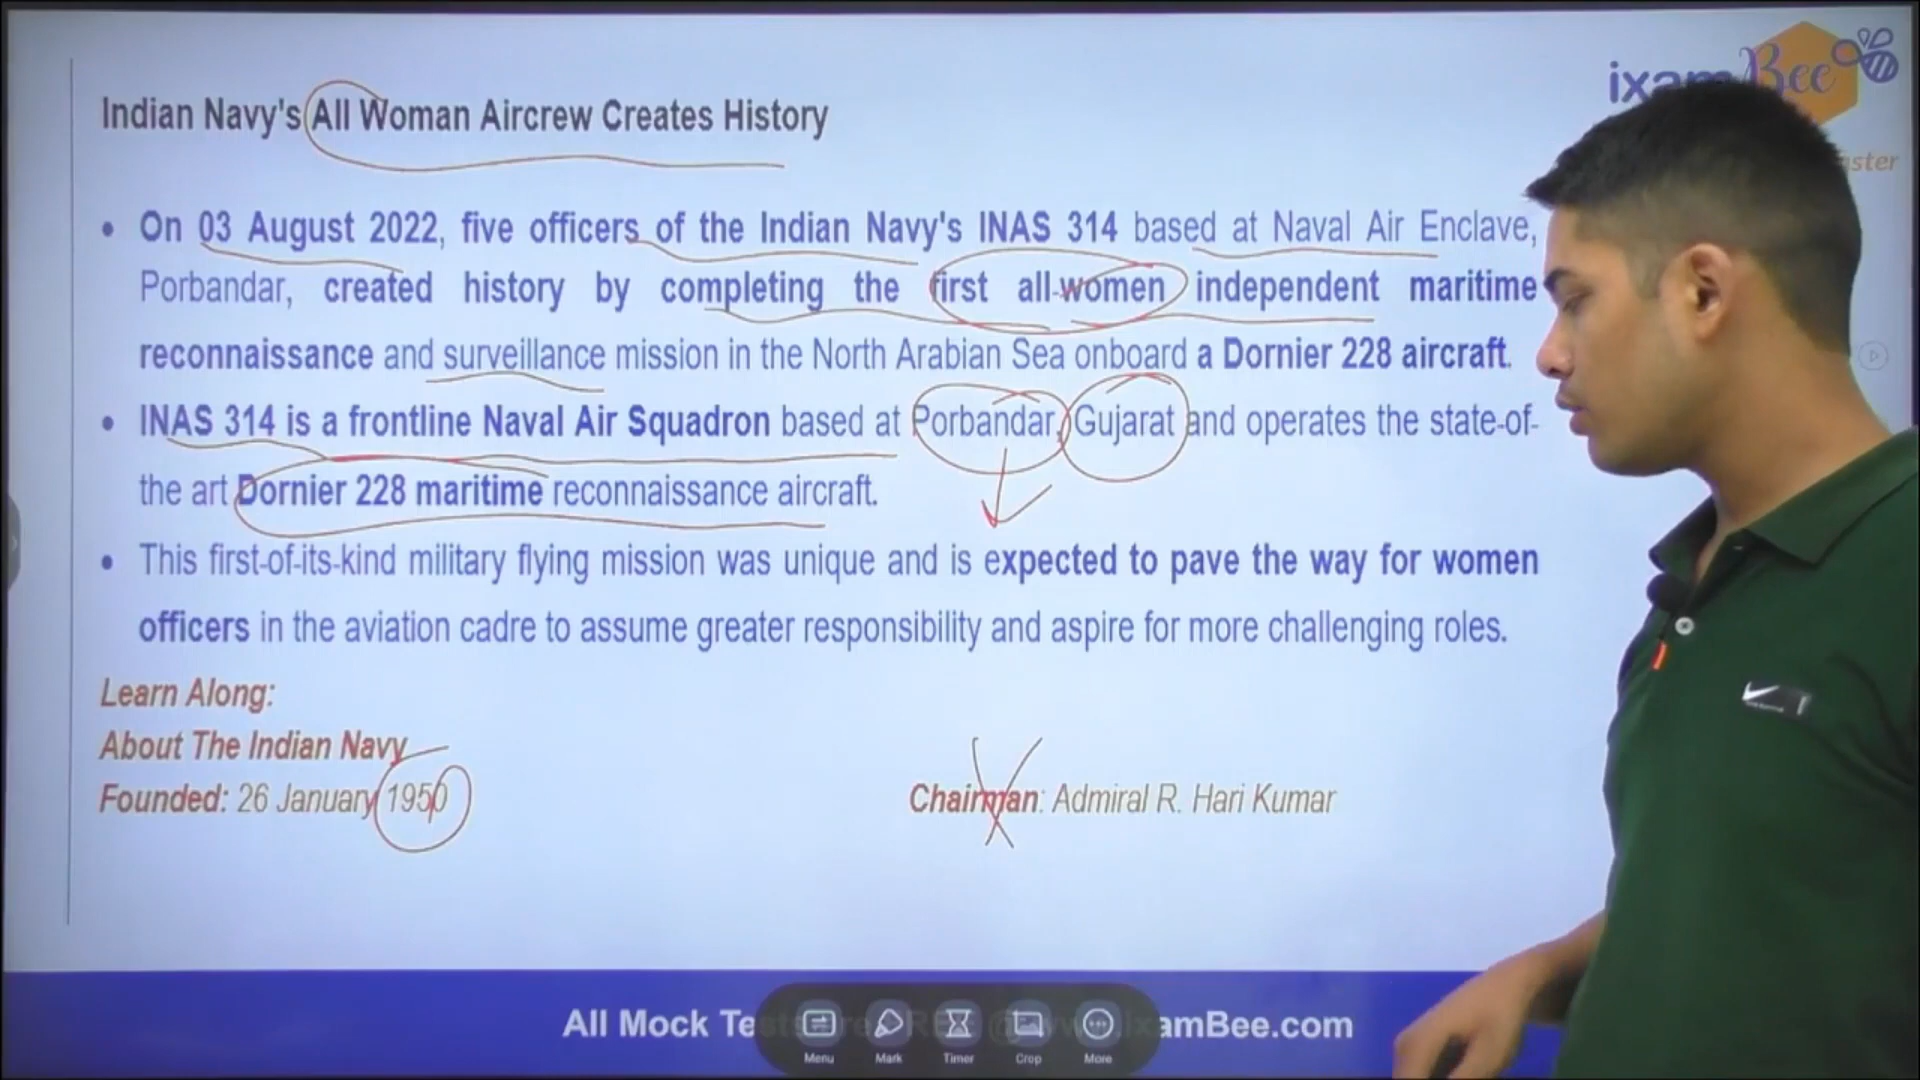 ixamBee
Indian Navy's All Woman Aircrew Creates History
• On 03 August 2022, five officers of the Indian Navy's INAS 314 based at Naval Air Enclave,
Porbandar, created history by completing the first all-women independent maritime
reconnaissance and surveillance mission in the North Arabian Sea onboard a Dornier 228 aircraft.
• INAS 314 is a frontline Naval Air Squadron based at Porbandar, Gujarat and operates the state-of-
the art Dornier 228 maritime reconnaissance aircraft.
• This first-of-its-kind military flying mission was unique and is expected to pave the way for women
officers in the aviation cadre to assume greater responsibility and aspire for more challenging roles.
Learn Along:
About The Indian Navy
Founded: 26 January 1950
Chairman: Admiral R. Hari Kumar
All Mock Tests are FREE @ www.ixamBee.com
Menu Mark Timer Crop More